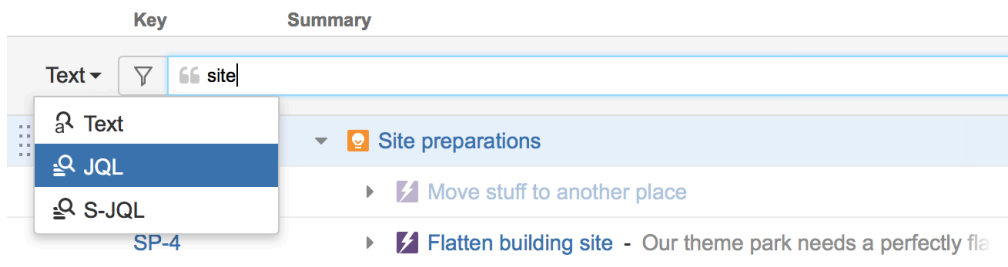 Key Summary
Text site
Text
Site preparations
JQL
Move stuff to another place
S-JQL
SP-4 Flatten building site - Our theme park needs a perfectly